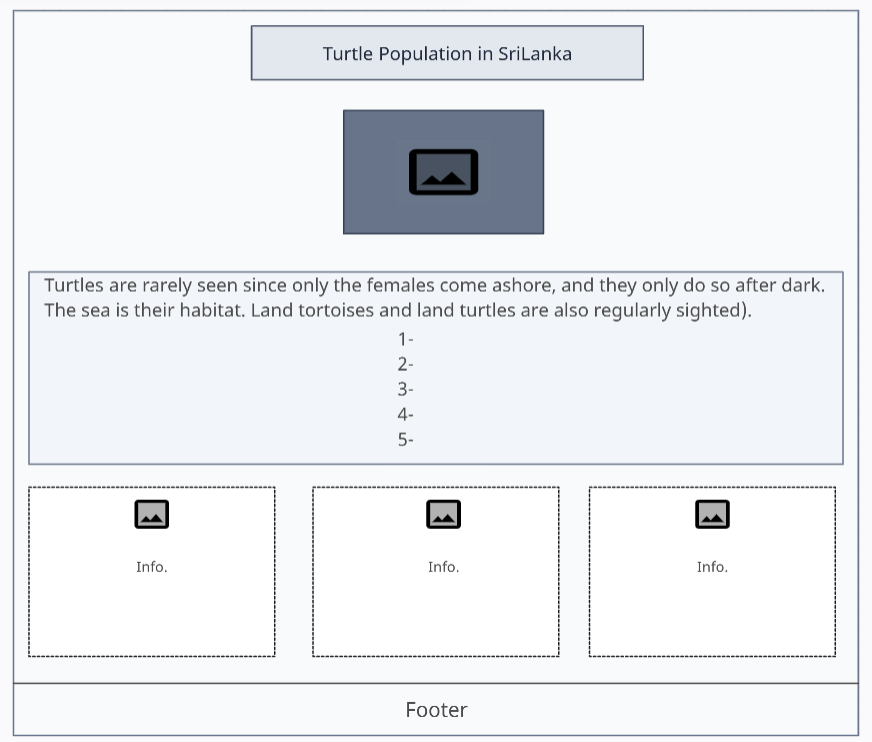 Turtle Population in SriLanka
Turtles are rarely seen since only the females come ashore, and they only do so after dark.
The sea is their habitat. Land tortoises and land turtles are also regularly sighted).
1-
2-
3-
4-
5-
Info.
Info.
Info.
Footer